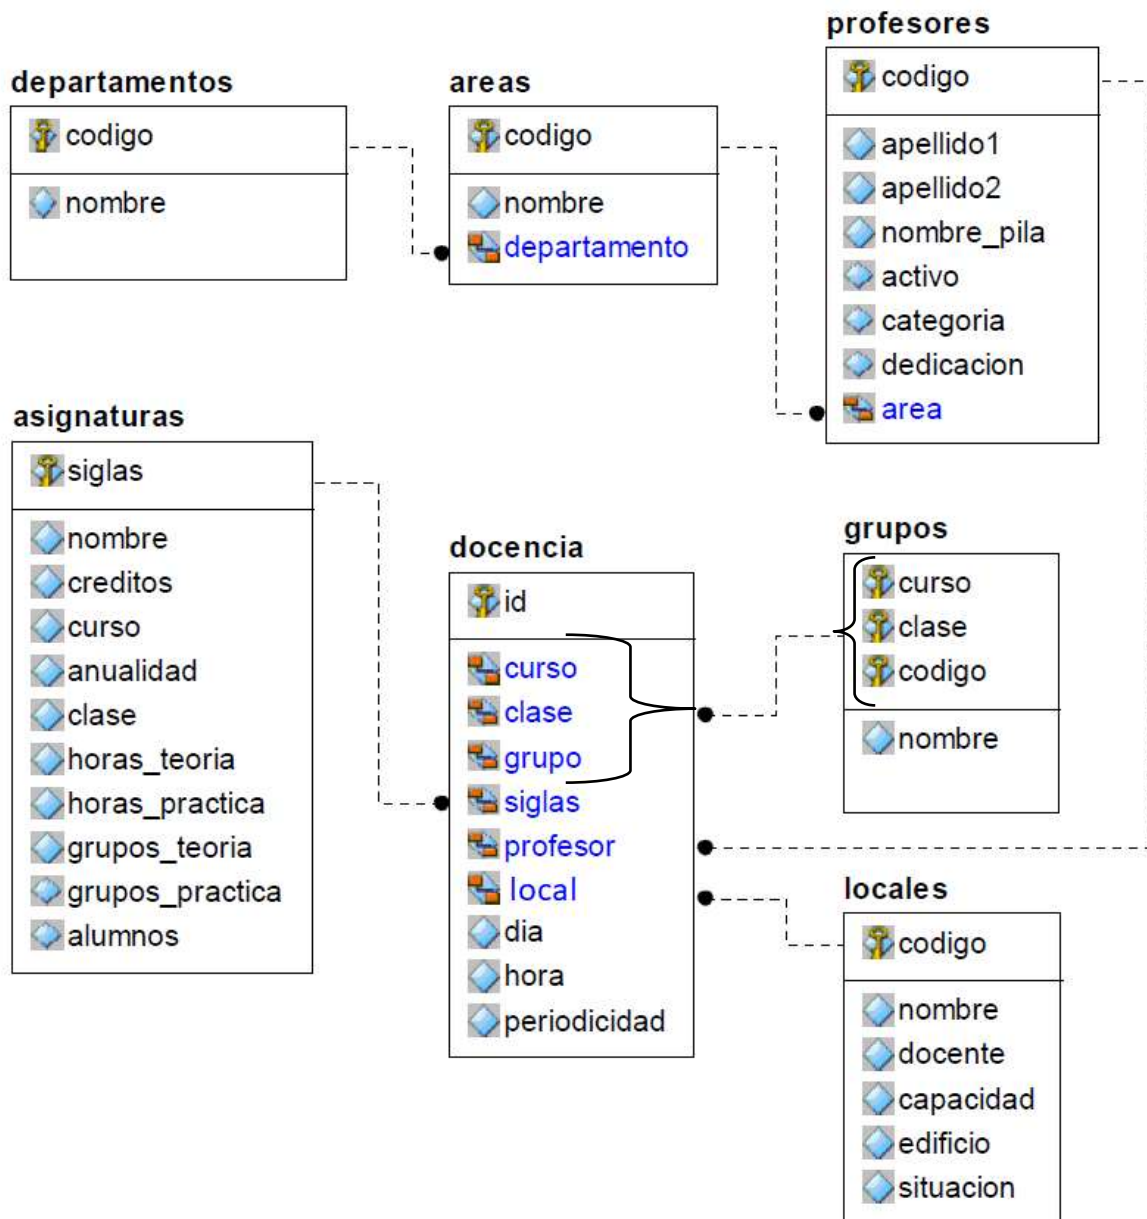 departamentos
codigo
nombre
areas
codigo
nombre
departamento
profesores
codigo
apellido1
apellido2
nombre_pila
activo
categoria
dedicacion
area
asignaturas
siglas
nombre
creditos
curso
anualidad
clase
horas_teoria
horas_practica
grupos_teoria
grupos_practica
alumnos
docencia
id
curso
clase
grupo
siglas
profesor
local
dia
hora
periodicidad
grupos
curso
clase
codigo
nombre
locales
codigo
nombre
docente
capacidad
edificio
situacion